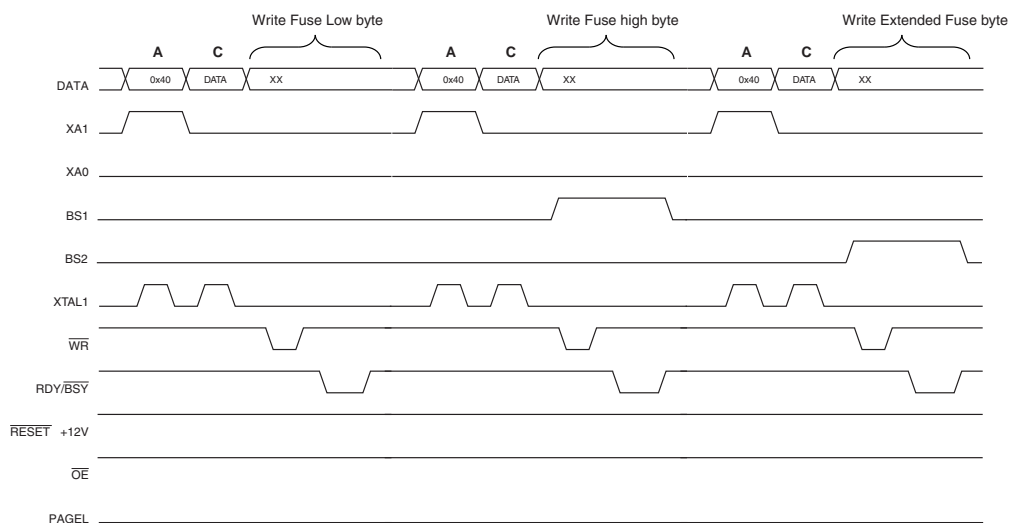 Write Fuse Low byte Write Fuse high byte Write Extended Fuse byte
A C A C A C
DATA 0x40 DATA XX 0x40 DATA XX 0x40 DATA XX
XA1
XA0
BS1
BS2
XTAL1
WR
RDY/BSY
RESET +12V
OE
PAGEL